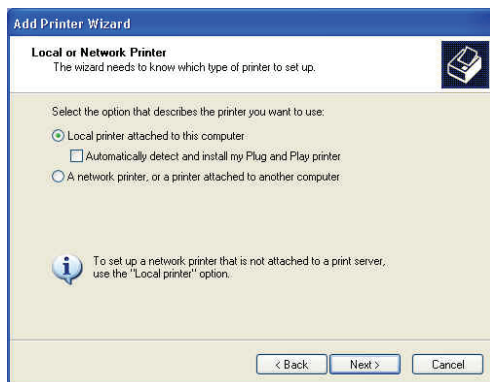 Add Printer Wizard
Local or Network Printer
The wizard needs to know which type of printer to set up.
Select the option that describes the printer you want to use:
Local printer attached to this computer
Automatically detect and install my Plug and Play printer
A network printer, or a printer attached to another computer
To set up a network printer that is not attached to a print server,
use the "Local printer" option.
< Back Next > Cancel